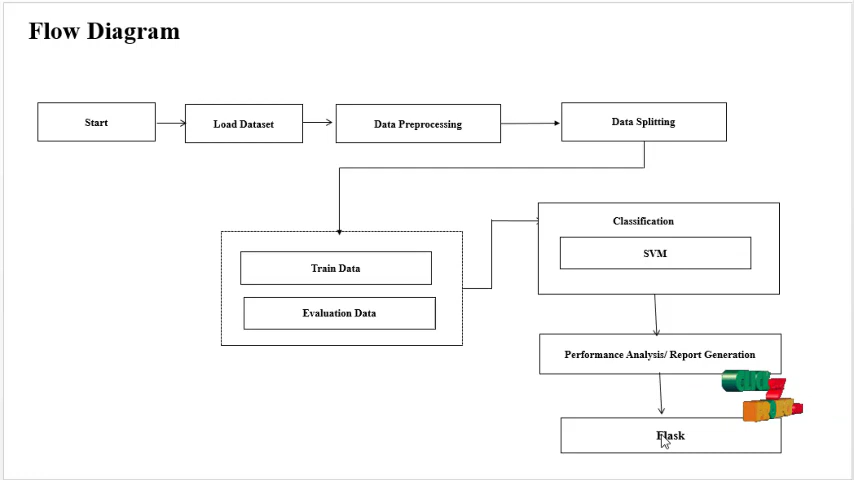 Flow Diagram
Start
Load Dataset
Data Preprocessing
Data Splitting
Train Data
Evaluation Data
Classification
SVM
Performance Analysis/ Report Generation
Flask